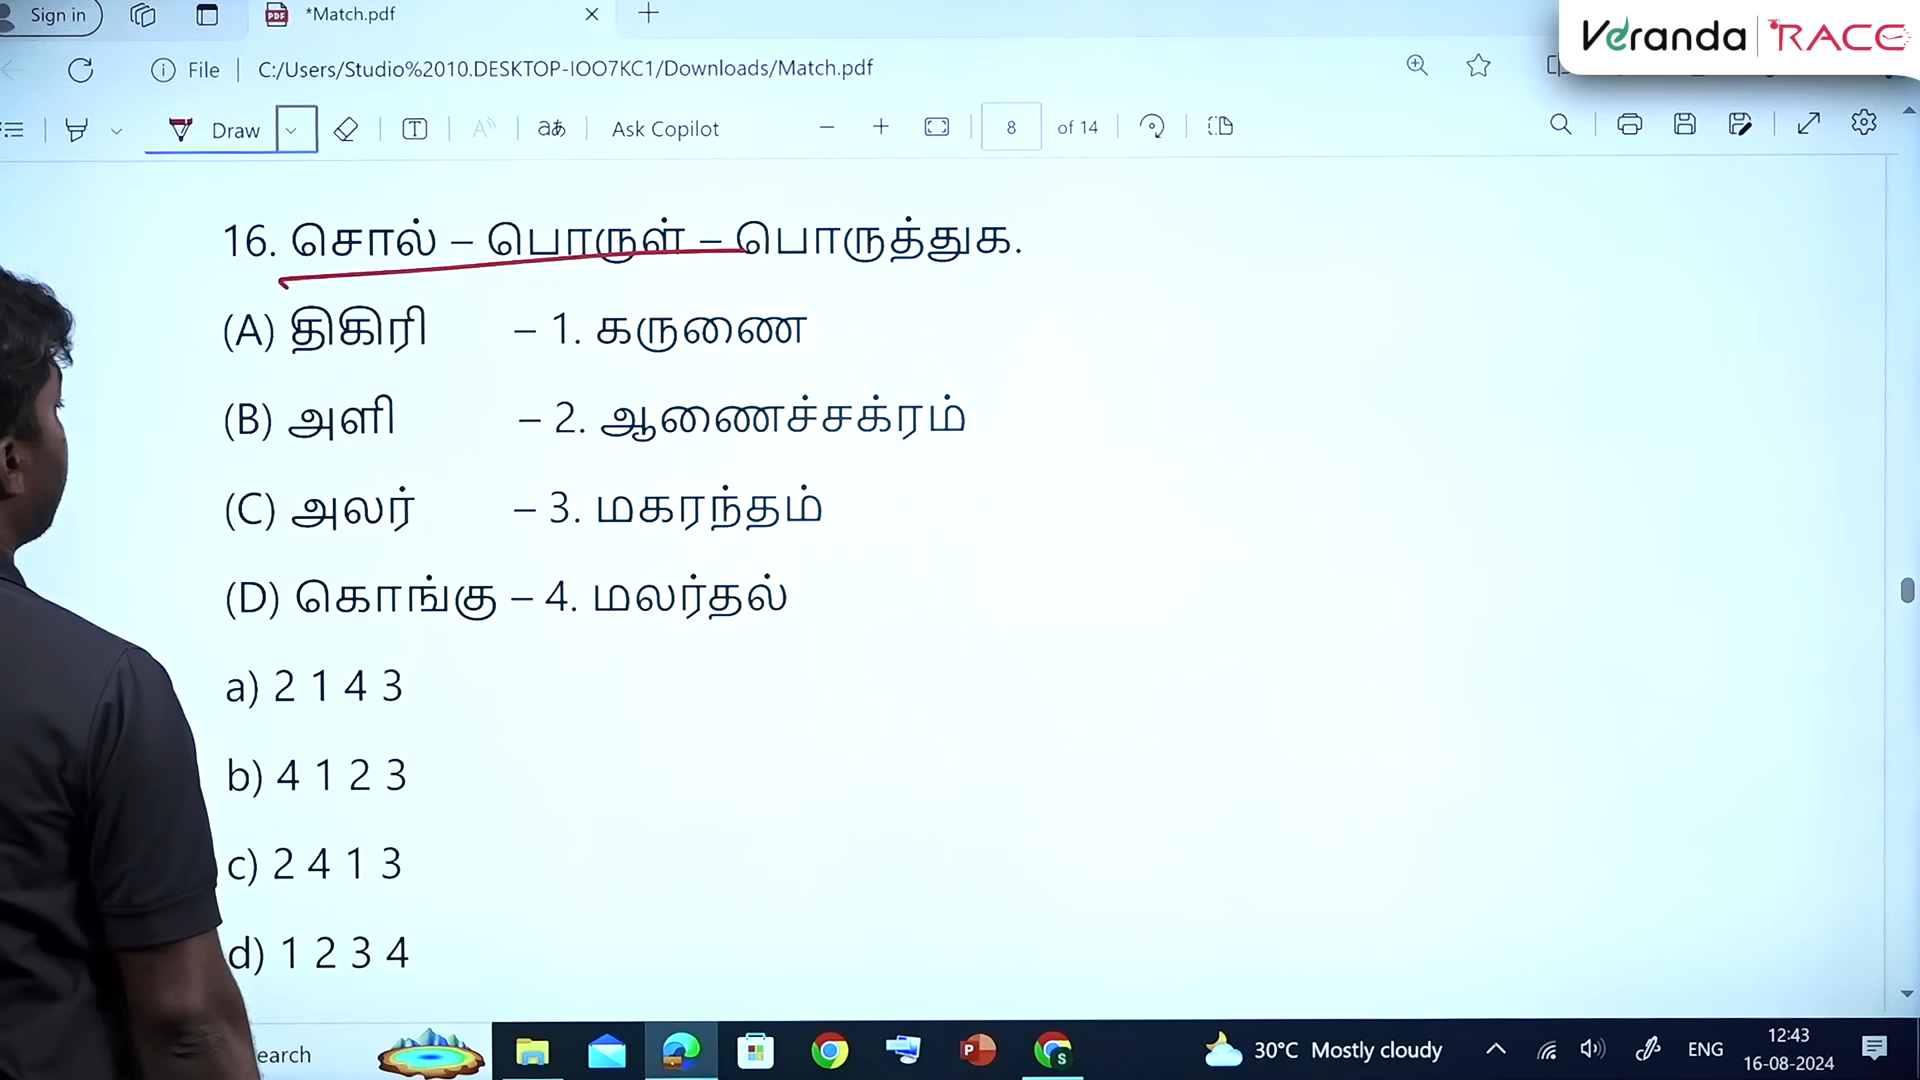 Sign in
*Match.pdf
Veranda RACE
File C:/Users/Studio%2010.DESKTOP-IOO7KC1/Downloads/Match.pdf
Draw T aあ Ask Copilot 8 of 14
16. சொல் – பொருள் – பொருத்துக.
(A) திகிரி – 1. கருணை
(B) அளி – 2. ஆணைச்சக்ரம்
(C) அலர் – 3. மகரந்தம்
(D) கொங்கு – 4. மலர்தல்
a) 2 1 4 3
b) 4 1 2 3
c) 2 4 1 3
d) 1 2 3 4
earch
30°C Mostly cloudy ENG 12:43
16-08-2024